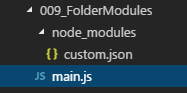 009_FolderModules
node_modules
{} custom.json
JS main.js